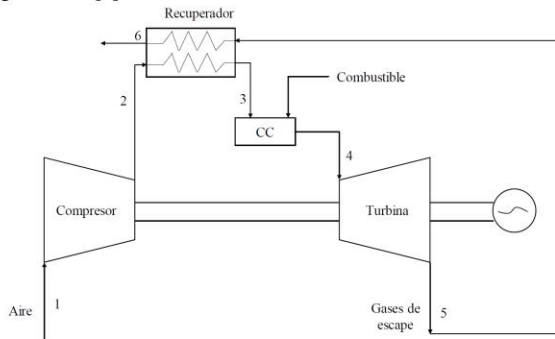 Recuperador
6
2
3
Combustible
CC
4
Compresor
Turbina
Aire
1
Gases de
escape
5